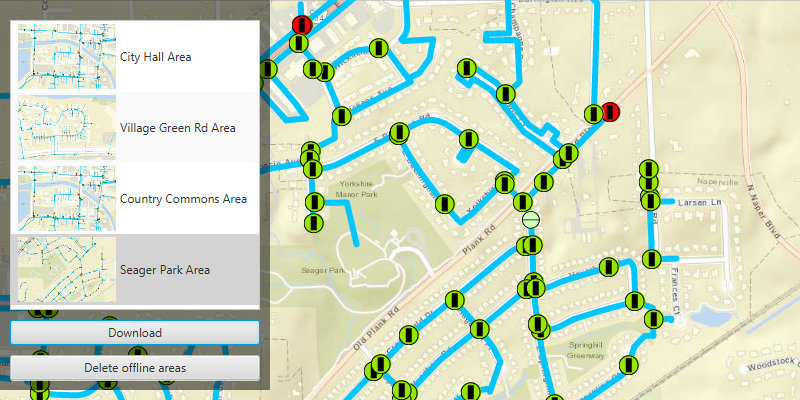 City Hall Area
Village Green Rd Area
Country Commons Area
Seager Park Area
Download
Delete offline areas
Yorkshire
Manor Park
Seager Park
Plank Rd
Old Plank Rd
Naperville
Larsen Ln
N Naper Blvd
Frances Ct
Springhill
Greenway
Woodstock